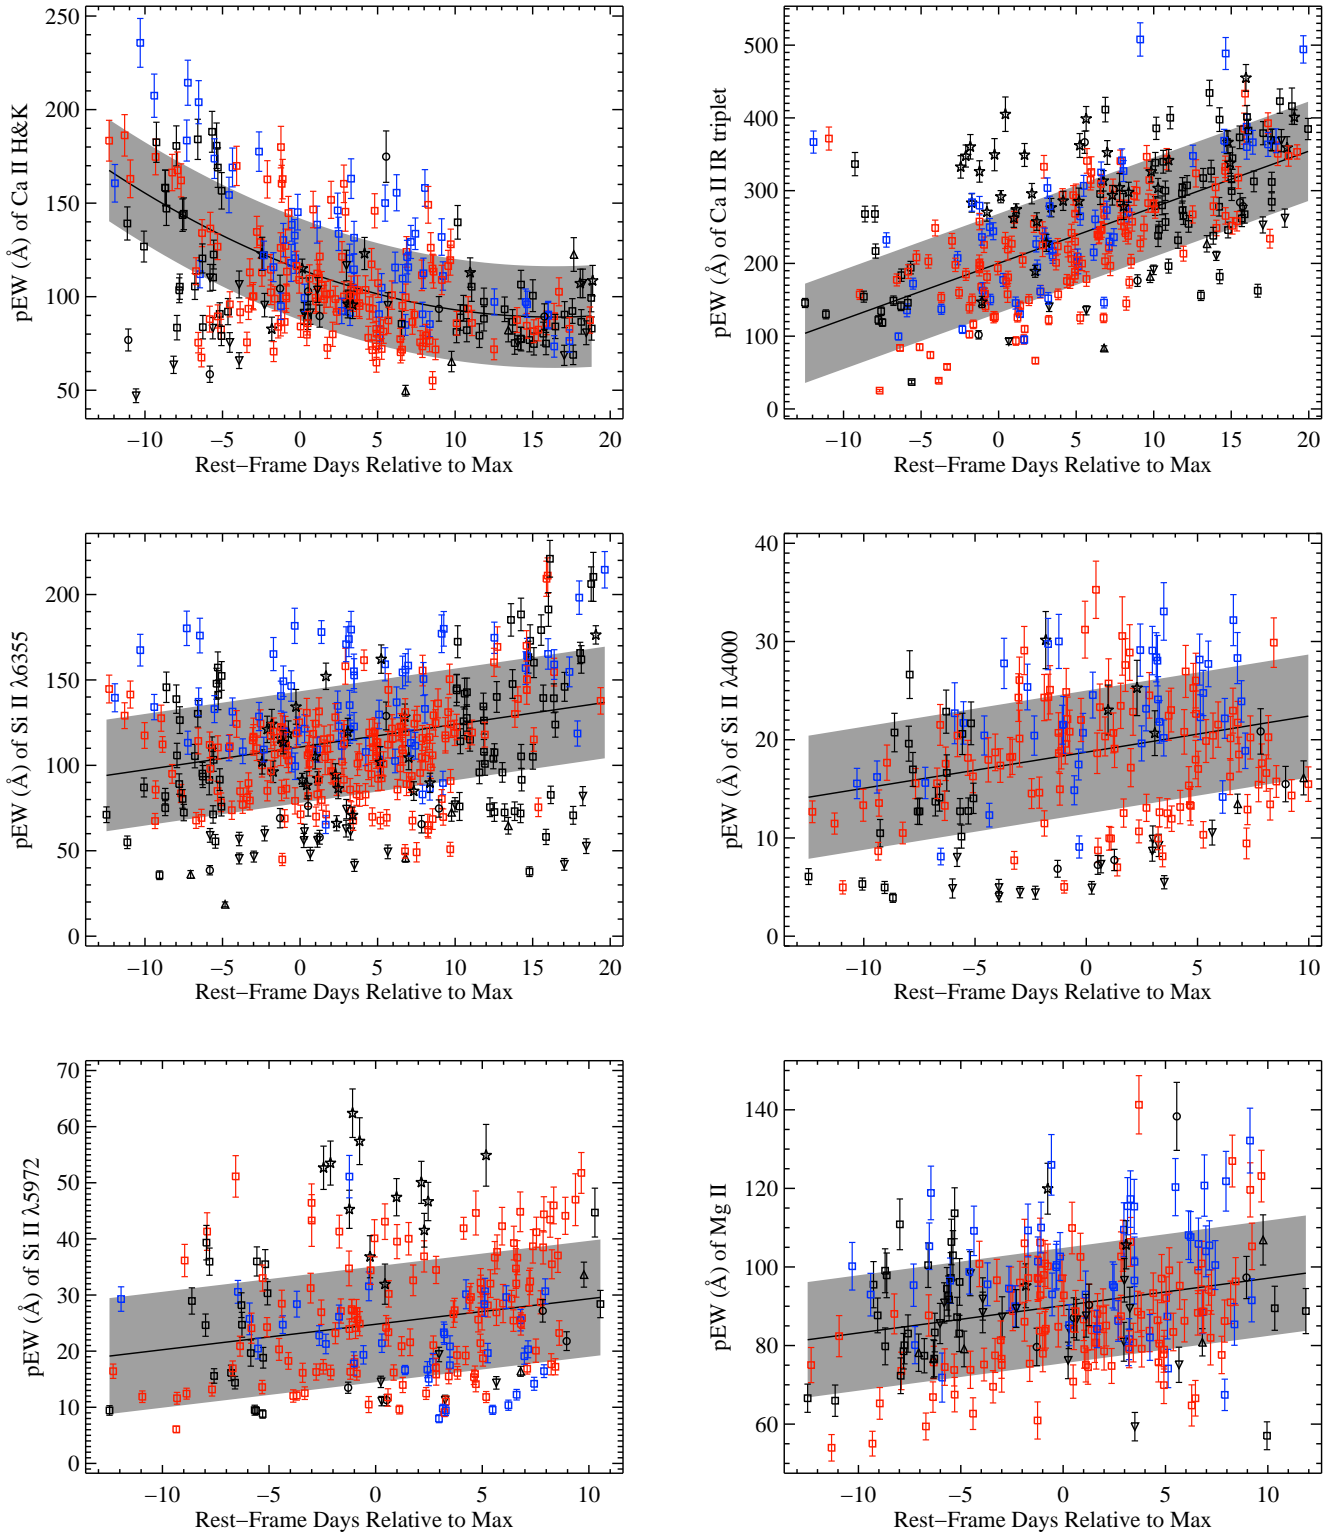 250
200
150
100
50
pEW (Å) of Ca II H&K
−10 −5 0 5 10 15 20
Rest−Frame Days Relative to Max
500
400
300
200
100
0
pEW (Å) of Ca II IR triplet
−10 −5 0 5 10 15 20
Rest−Frame Days Relative to Max
200
150
100
50
0
pEW (Å) of Si II λ6355
−10 −5 0 5 10 15 20
Rest−Frame Days Relative to Max
40
30
20
10
0
pEW (Å) of Si II λ4000
−10 −5 0 5 10
Rest−Frame Days Relative to Max
70
60
50
40
30
20
10
0
pEW (Å) of Si II λ5972
−10 −5 0 5 10
Rest−Frame Days Relative to Max
140
120
100
80
60
pEW (Å) of Mg II
−10 −5 0 5 10
Rest−Frame Days Relative to Max